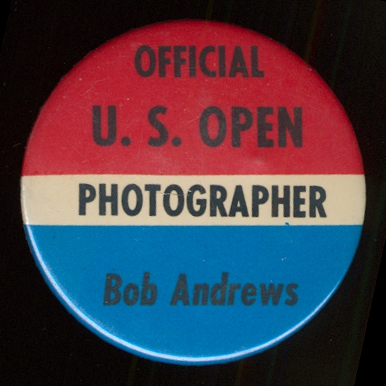 OFFICIAL
U. S. OPEN
PHOTOGRAPHER
Bob Andrews